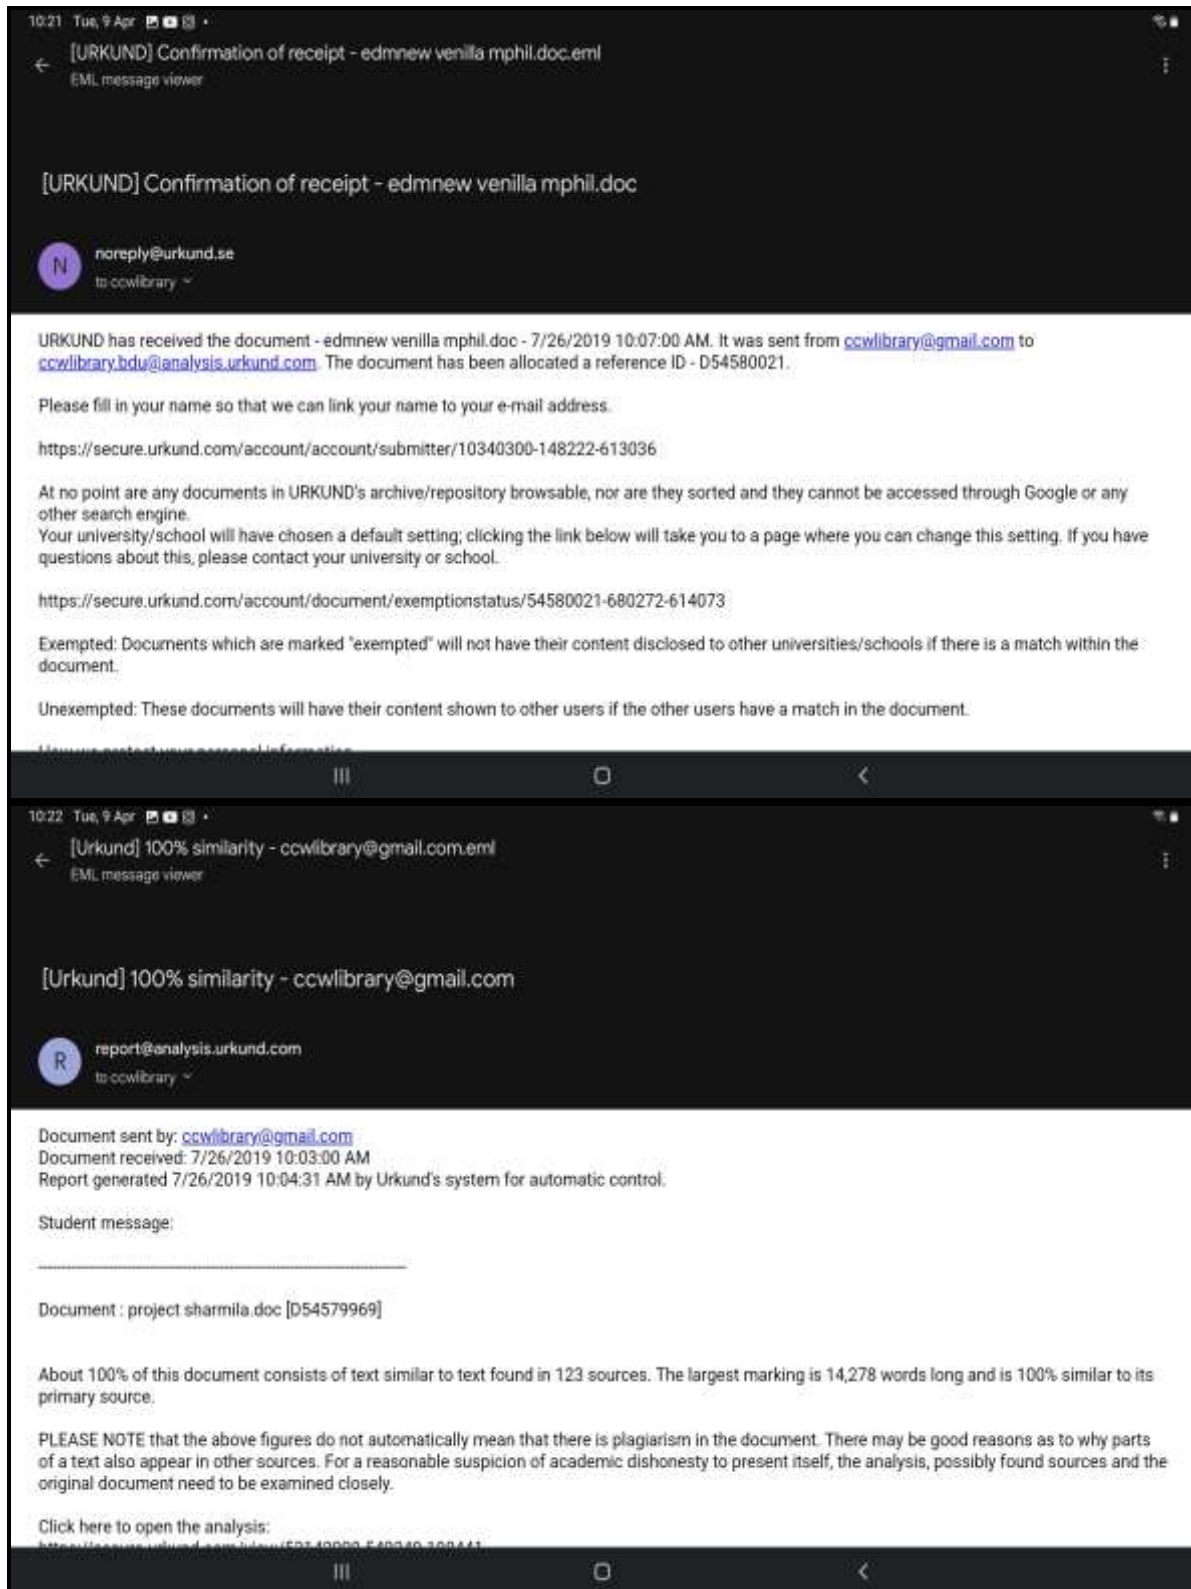 10:21 Tue, 9 Apr
[URKUND] Confirmation of receipt - edmnew venilla mphil.doc.eml
EML message viewer
[URKUND] Confirmation of receipt - edmnew venilla mphil.doc
N
noreply@urkund.se
to ccwlibrary
URKUND has received the document - edmnew venilla mphil.doc - 7/26/2019 10:07:00 AM. It was sent from ccwlibrary@gmail.com to
ccwlibrary.bdu@analysis.urkund.com. The document has been allocated a reference ID - D54580021.
Please fill in your name so that we can link your name to your e-mail address.
https://secure.urkund.com/account/account/submitter/10340300-148222-613036
At no point are any documents in URKUND's archive/repository browsable, nor are they sorted and they cannot be accessed through Google or any
other search engine.
Your university/school will have chosen a default setting; clicking the link below will take you to a page where you can change this setting. If you have
questions about this, please contact your university or school.
https://secure.urkund.com/account/document/exemptionstatus/54580021-680272-614073
Exempted: Documents which are marked "exempted" will not have their content disclosed to other universities/schools if there is a match within the
document.
Unexempted: These documents will have their content shown to other users if the other users have a match in the document.
How we protect your personal information
10:22 Tue, 9 Apr
[Urkund] 100% similarity - ccwlibrary@gmail.com.eml
EML message viewer
[Urkund] 100% similarity - ccwlibrary@gmail.com
R
report@analysis.urkund.com
to ccwlibrary
Document sent by: ccwlibrary@gmail.com
Document received: 7/26/2019 10:03:00 AM
Report generated 7/26/2019 10:04:31 AM by Urkund's system for automatic control.
Student message:
Document : project sharmila.doc [D54579969]
About 100% of this document consists of text similar to text found in 123 sources. The largest marking is 14,278 words long and is 100% similar to its
primary source.
PLEASE NOTE that the above figures do not automatically mean that there is plagiarism in the document. There may be good reasons as to why parts
of a text also appear in other sources. For a reasonable suspicion of academic dishonesty to present itself, the analysis, possibly found sources and the
original document need to be examined closely.
Click here to open the analysis: